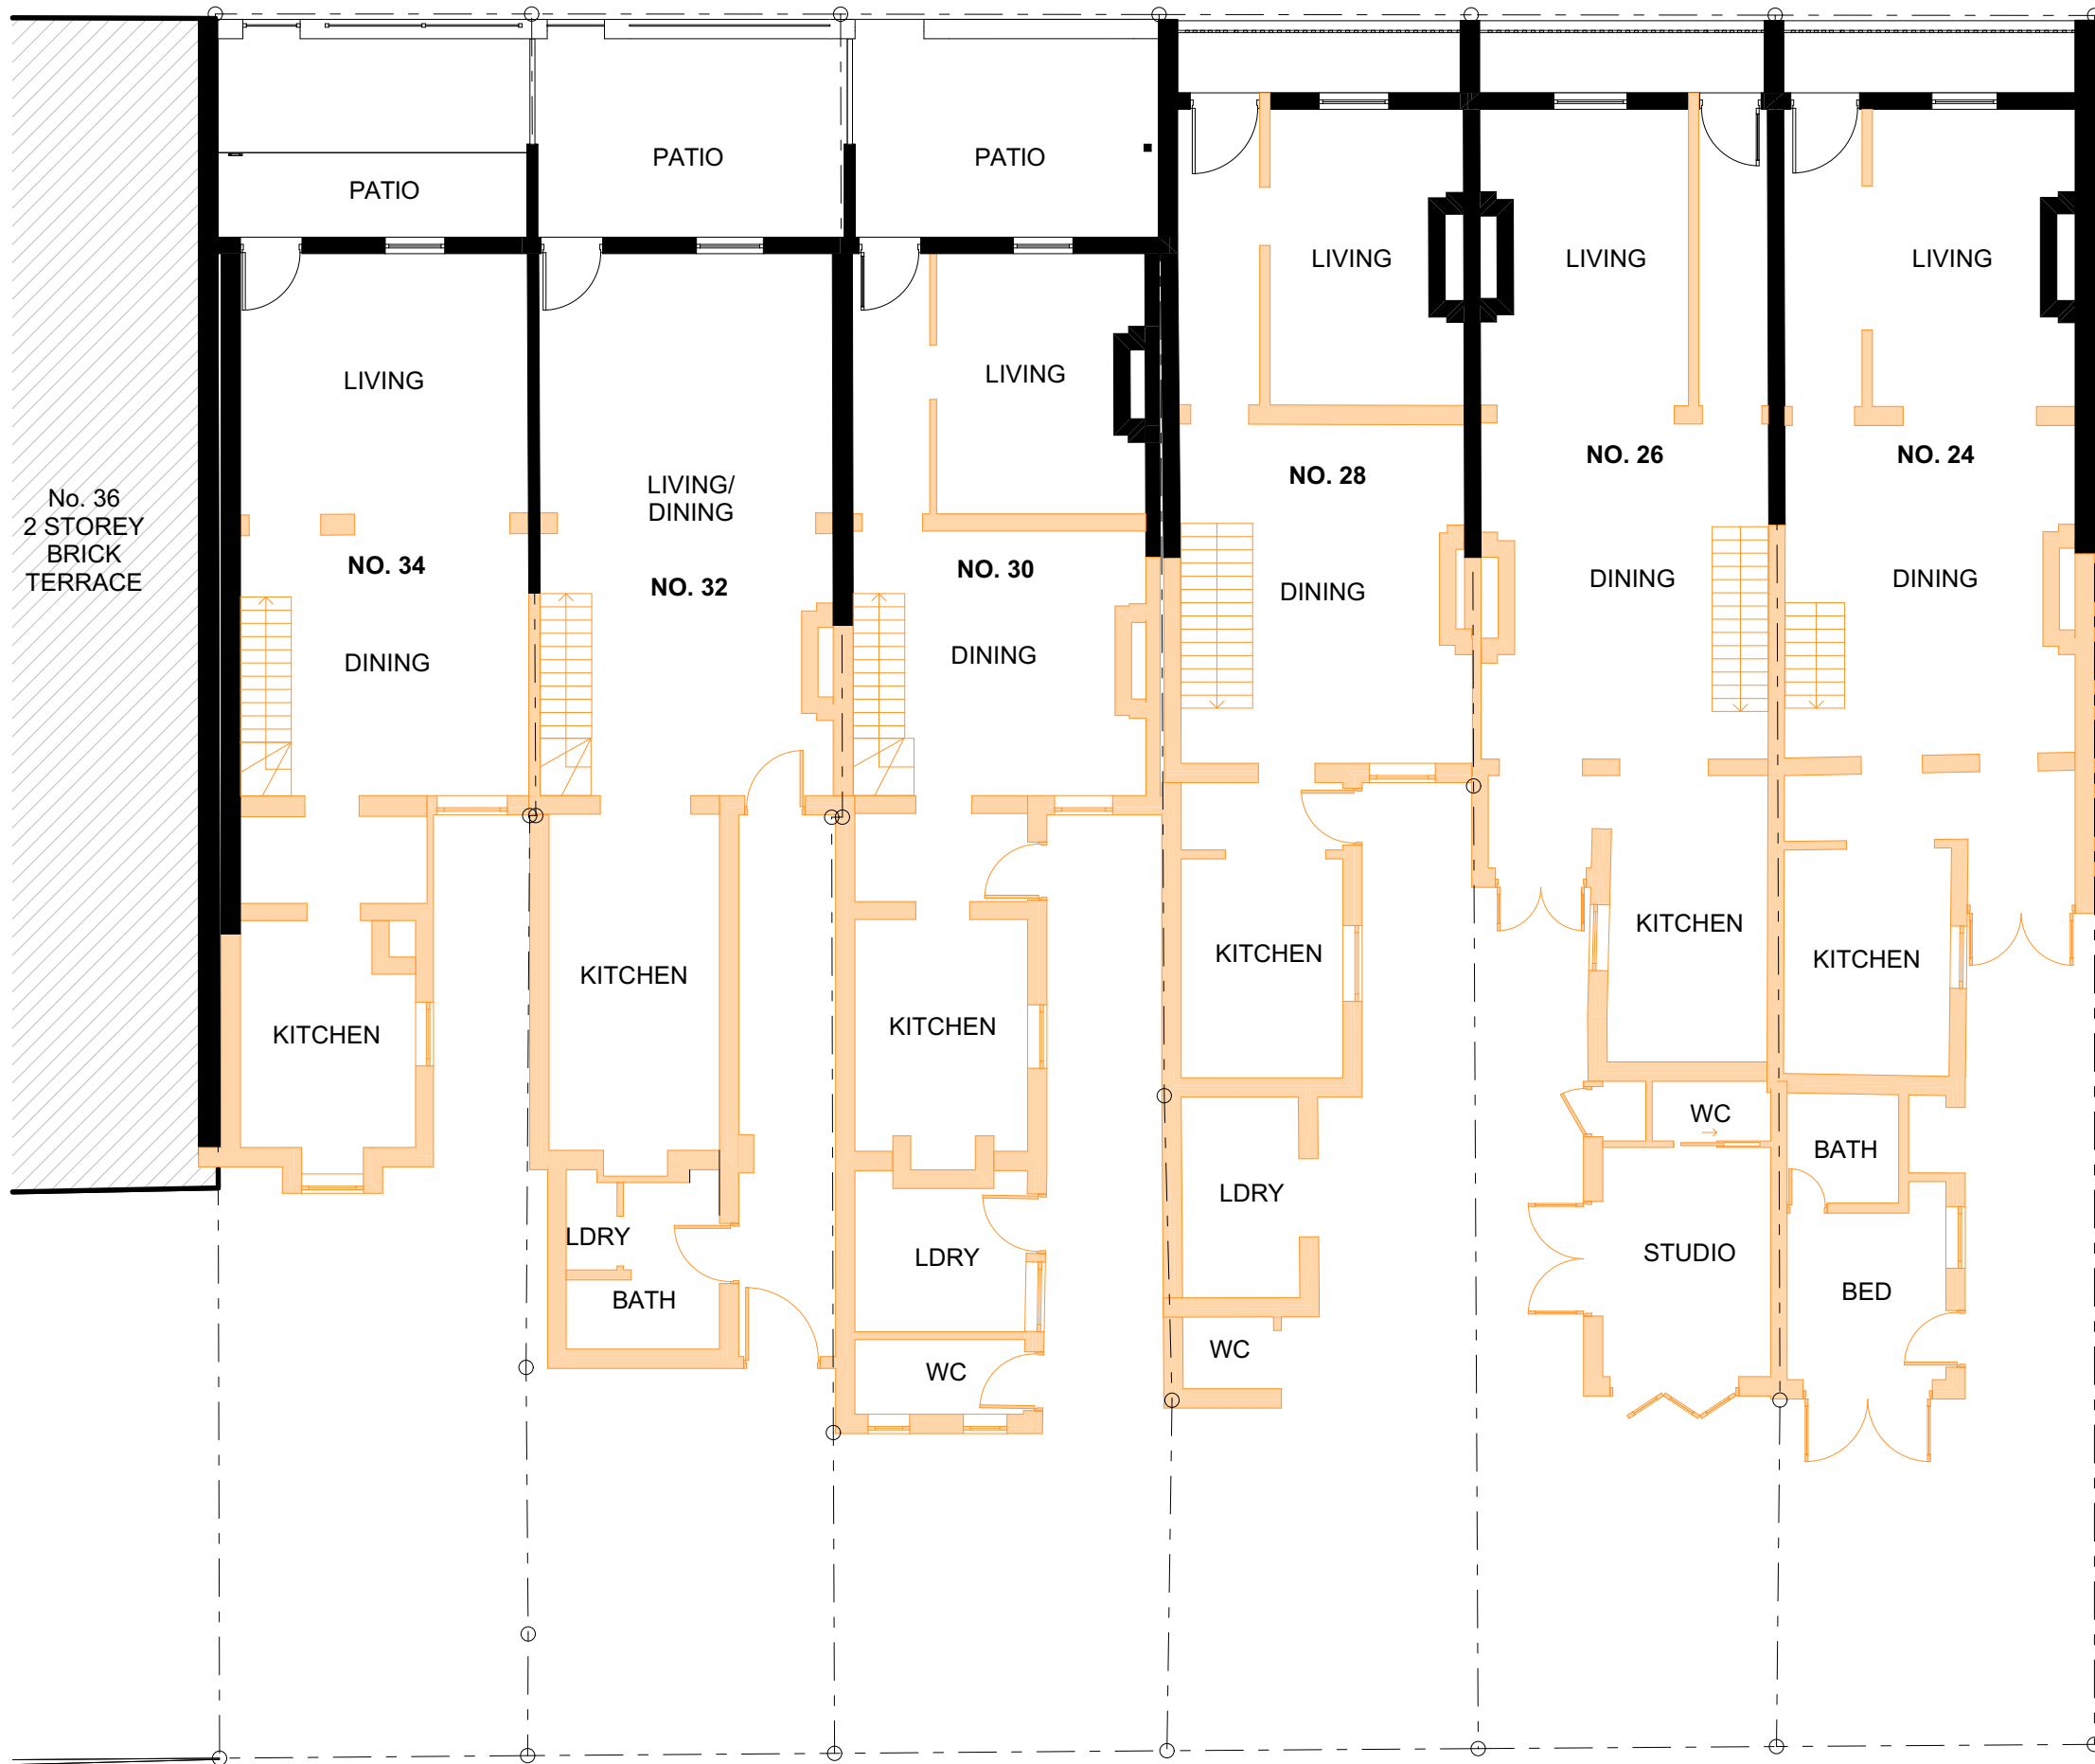 PATIO
PATIO
PATIO
LIVING
LIVING
LIVING
LIVING
LIVING
NO. 28
NO. 26
NO. 24
No. 36
2 STOREY
BRICK
TERRACE
LIVING/
DINING
NO. 34
NO. 32
NO. 30
DINING
DINING
DINING
DINING
DINING
KITCHEN
KITCHEN
KITCHEN
KITCHEN
KITCHEN
KITCHEN
WC
BATH
LDRY
LDRY
LDRY
STUDIO
BATH
BED
WC
WC